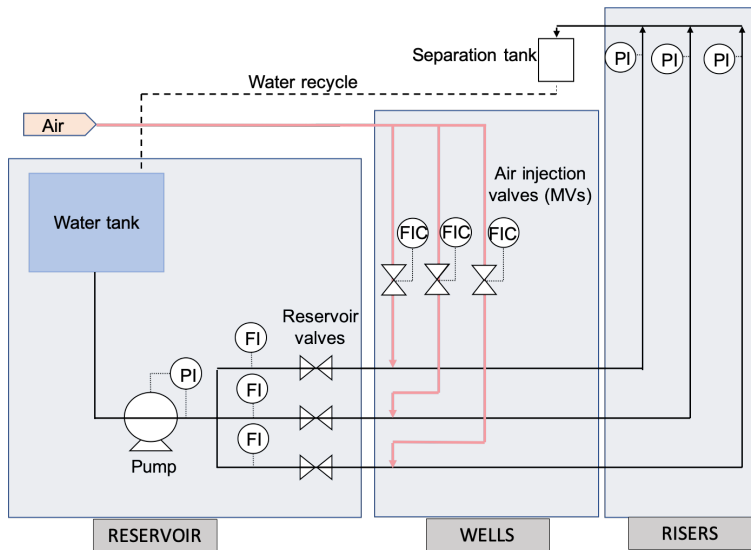 Separation tank
PI
PI
PI
Water recycle
Air
Air injection
valves (MVs)
Water tank
FIC
FIC
FIC
Reservoir
valves
FI
PI
FI
FI
Pump
RESERVOIR
WELLS
RISERS